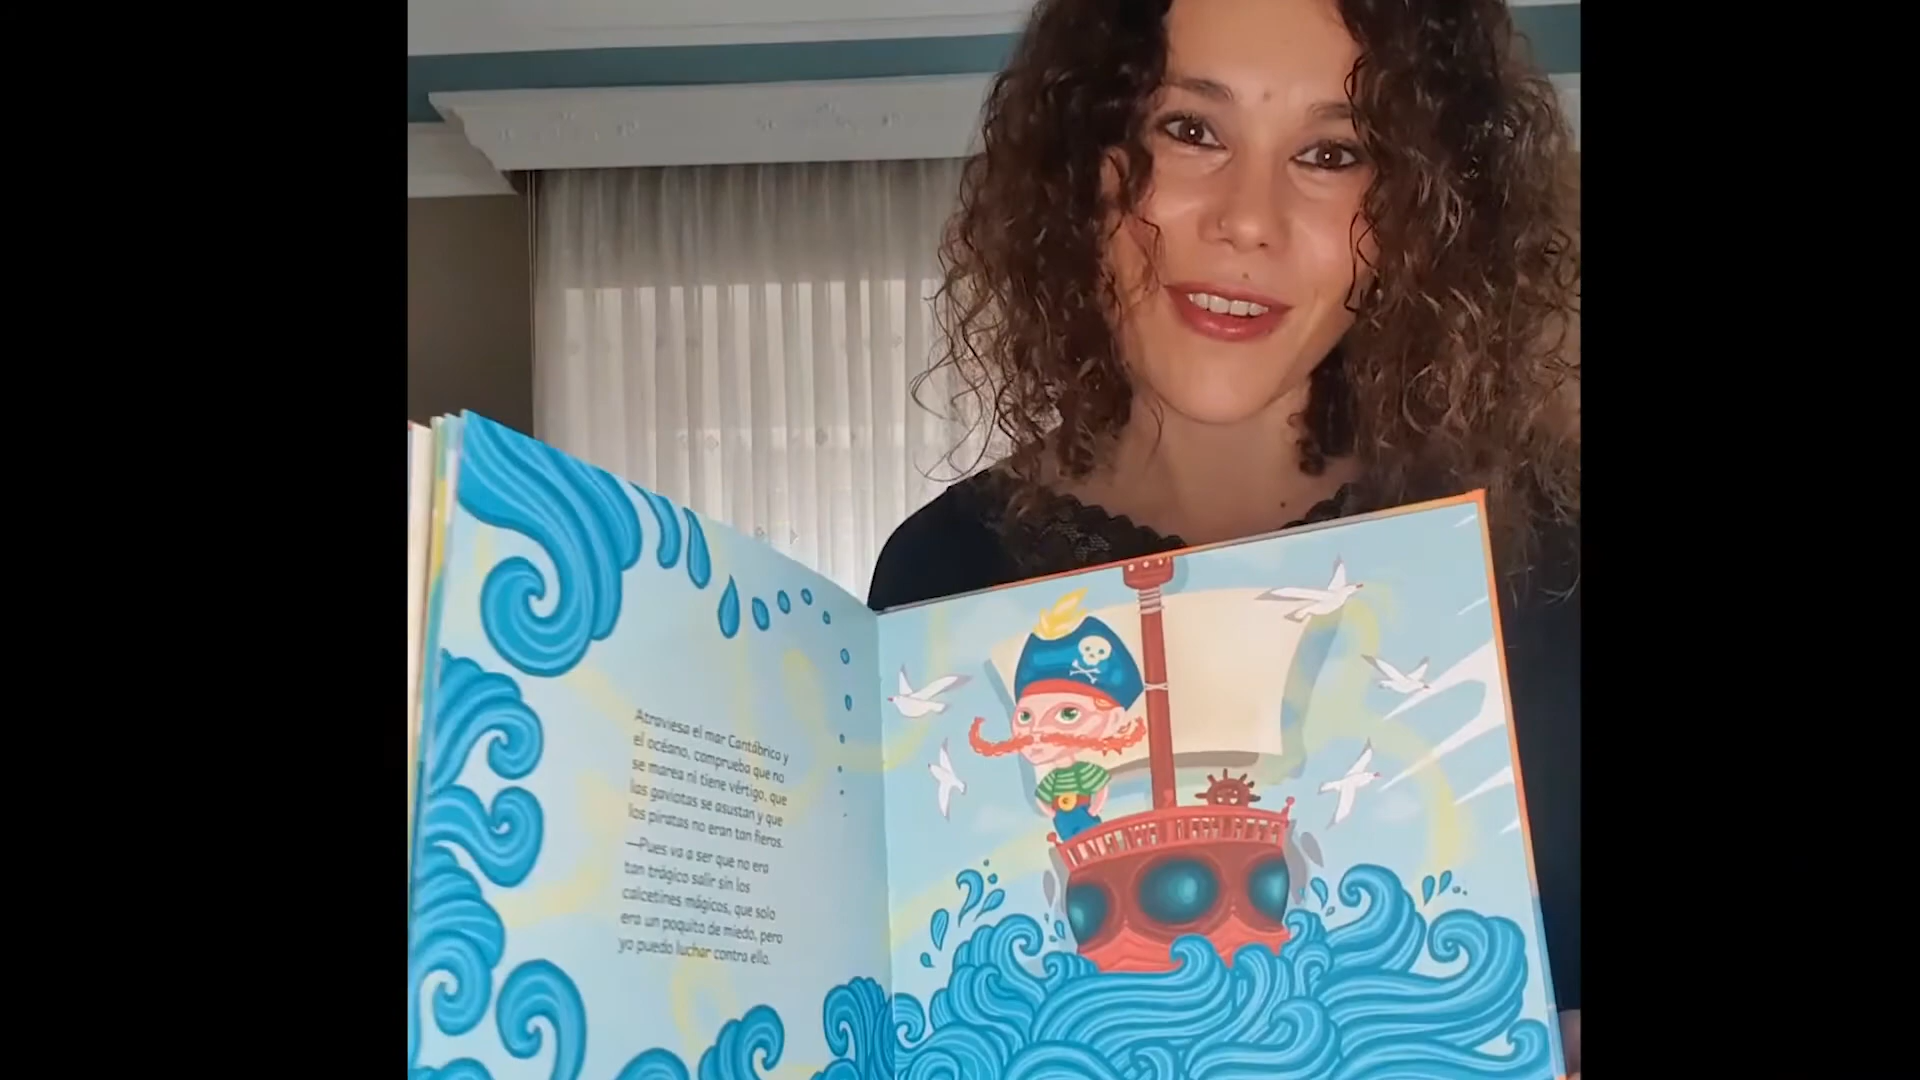 Atraviesa el mar Cantábrico y
el océano, comprueba que no
se marea ni tiene vértigo, que
las gaviotas se asustan y que
los piratas no eran tan fieros.
—Pues va a ser que no era
tan trágico salir sin los
calcetines mágicos, que solo
era un poquito de miedo, pero
yo puedo luchar contra ello.